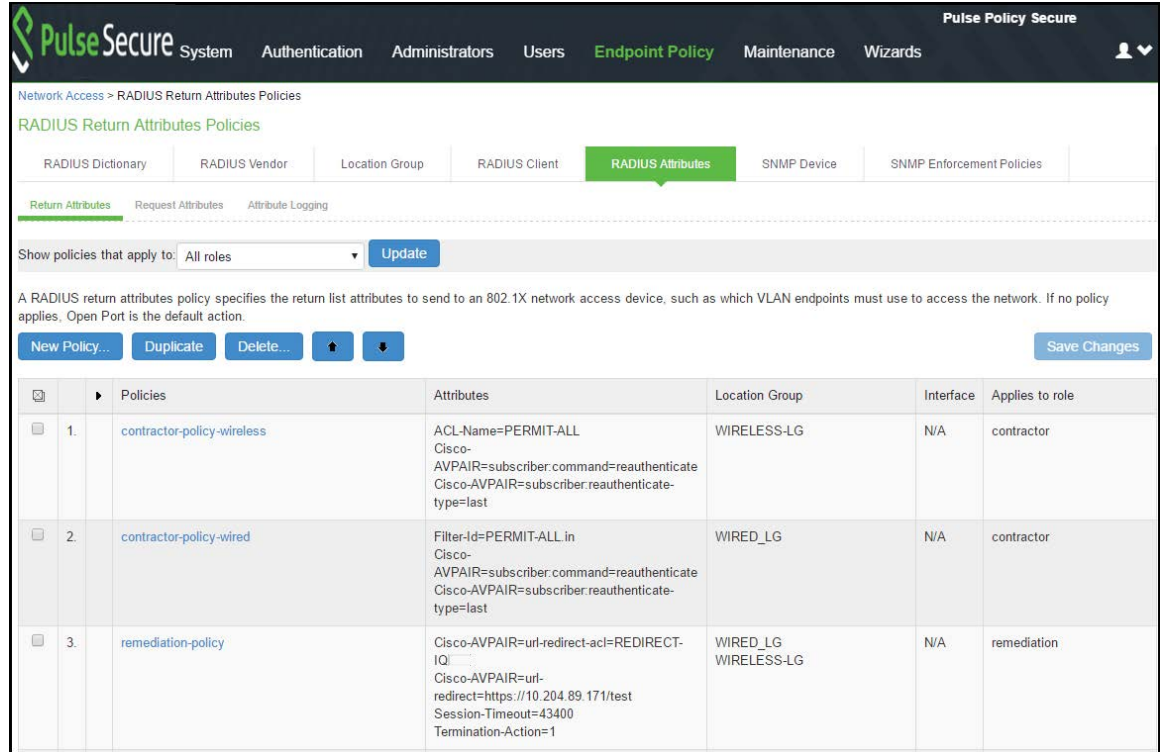 Pulse Policy Secure
Pulse Secure System Authentication Administrators Users Endpoint Policy Maintenance Wizards
Network Access > RADIUS Return Attributes Policies
RADIUS Return Attributes Policies
RADIUS Dictionary RADIUS Vendor Location Group RADIUS Client RADIUS Attributes SNMP Device SNMP Enforcement Policies
Return Attributes Request Attributes Attribute Logging
Show policies that apply to: All roles Update
A RADIUS return attributes policy specifies the return list attributes to send to an 802.1X network access device, such as which VLAN endpoints must use to access the network. If no policy
applies, Open Port is the default action.
New Policy... Duplicate Delete... Save Changes
Policies Attributes Location Group Interface Applies to role
1. contractor-policy-wireless ACL-Name=PERMIT-ALL WIRELESS-LG N/A contractor
Cisco-
AVPAIR=subscriber:command=reauthenticate
Cisco-AVPAIR=subscriber:reauthenticate-
type=last
2. contractor-policy-wired Filter-Id=PERMIT-ALL.in WIRED_LG N/A contractor
Cisco-
AVPAIR=subscriber:command=reauthenticate
Cisco-AVPAIR=subscriber:reauthenticate-
type=last
3. remediation-policy Cisco-AVPAIR=url-redirect-acl=REDIRECT- WIRED_LG N/A remediation
IQ WIRELESS-LG
Cisco-AVPAIR=url-
redirect=https://10.204.89.171/test
Session-Timeout=43400
Termination-Action=1